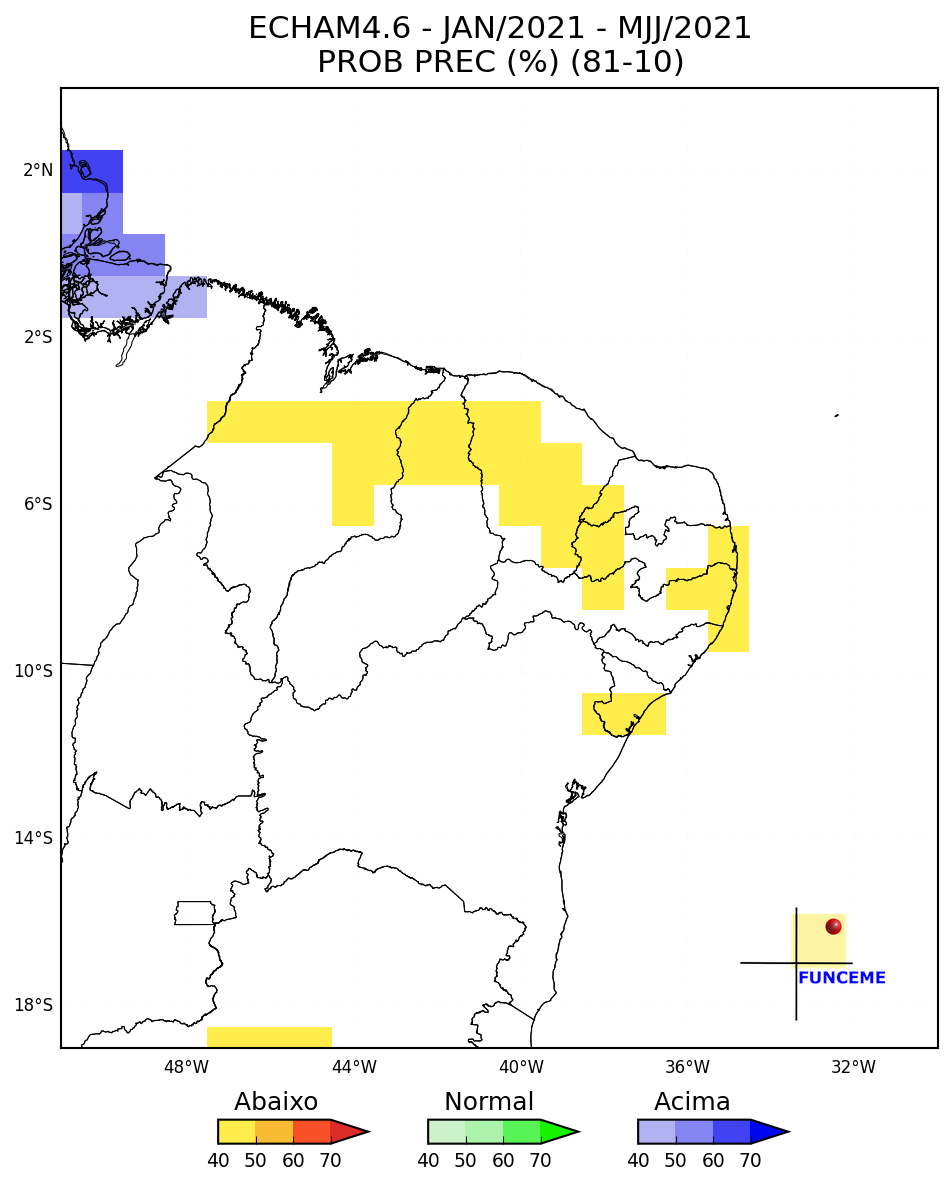 ECHAM4.6 - JAN/2021 - MJJ/2021
PROB PREC (%) (81-10)
2°N
2°S
6°S
10°S
14°S
18°S
FUNCEME
48°W 44°W 40°W 36°W 32°W
Abaixo Normal Acima
40 50 60 70 40 50 60 70 40 50 60 70